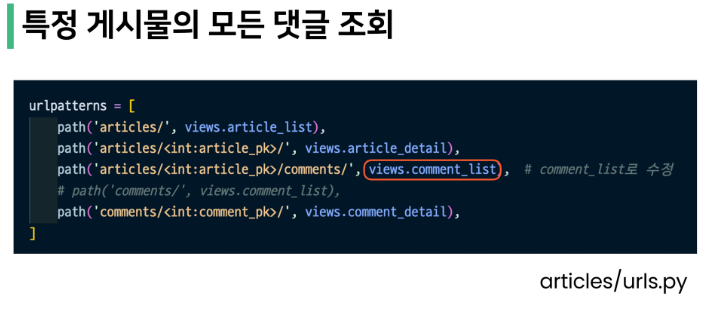 특정 게시물의 모든 댓글 조회
urlpatterns = [
    path('articles/', views.article_list),
    path('articles/<int:article_pk>/', views.article_detail),
    path('articles/<int:article_pk>/comments/', views.comment_list),  # comment_list로 수정
    # path('comments/', views.comment_list),
    path('comments/<int:comment_pk>/', views.comment_detail),
]
articles/urls.py